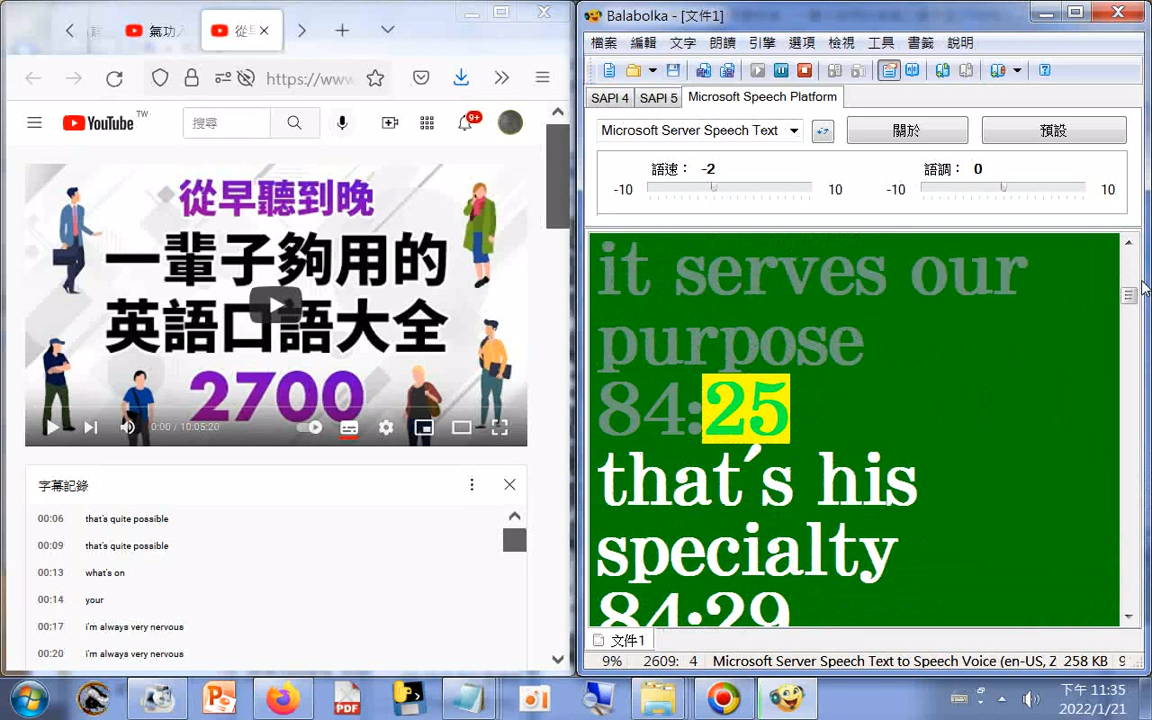 氣功
從
https://www
YouTube TW
搜尋
9+
從早聽到晚
一輩子夠用的
英語口語大全
2700
0:00 / 10:05:20
字幕記錄
00:06 that's quite possible
00:09 that's quite possible
00:13 what's on
00:14 your
00:17 i'm always very nervous
00:20 i'm always very nervous
Balabolka - [文件1]
檔案 編輯 文字 朗讀 引擎 選項 檢視 工具 書籤 說明
SAPI 4 SAPI 5 Microsoft Speech Platform
Microsoft Server Speech Text 關於 預設
語速： -2 語調： 0
-10 10 -10 10
it serves our
purpose
84:25
that's his
specialty
84:29
文件1
9% 2609: 4 Microsoft Server Speech Text to Speech Voice (en-US, Z 258 KB 9
PDF
下午 11:35
2022/1/21